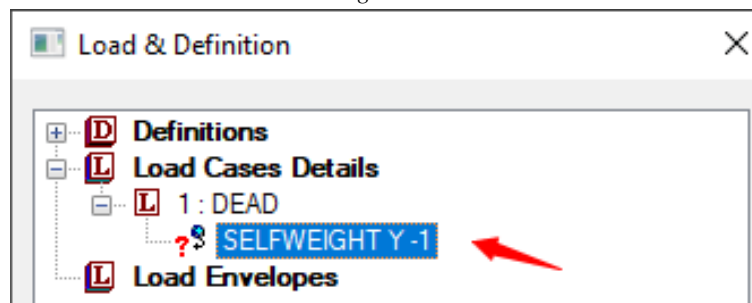 Load & Definition
D Definitions
L Load Cases Details
L 1 : DEAD
? SELFWEIGHT Y -1
L Load Envelopes